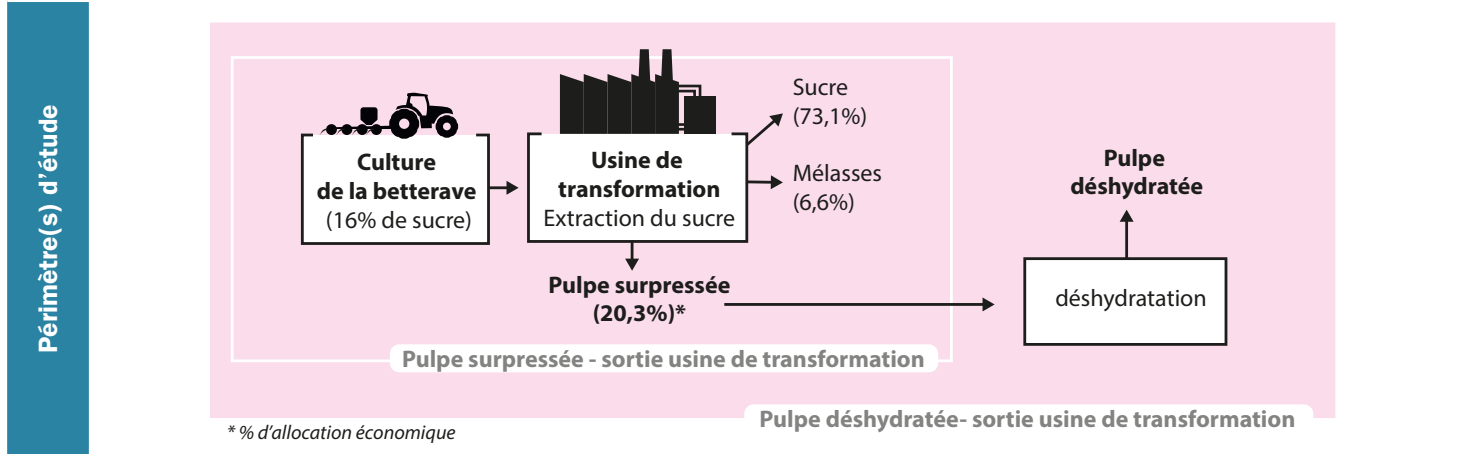 Périmètre(s) d'étude
Culture
de la betterave
(16% de sucre)
Usine de
transformation
Extraction du sucre
Sucre
(73,1%)
Mélasses
(6,6%)
Pulpe surpressée
(20,3%)*
Pulpe
déshydratée
déshydratation
Pulpe surpressée - sortie usine de transformation
Pulpe déshydratée- sortie usine de transformation
* % d'allocation économique